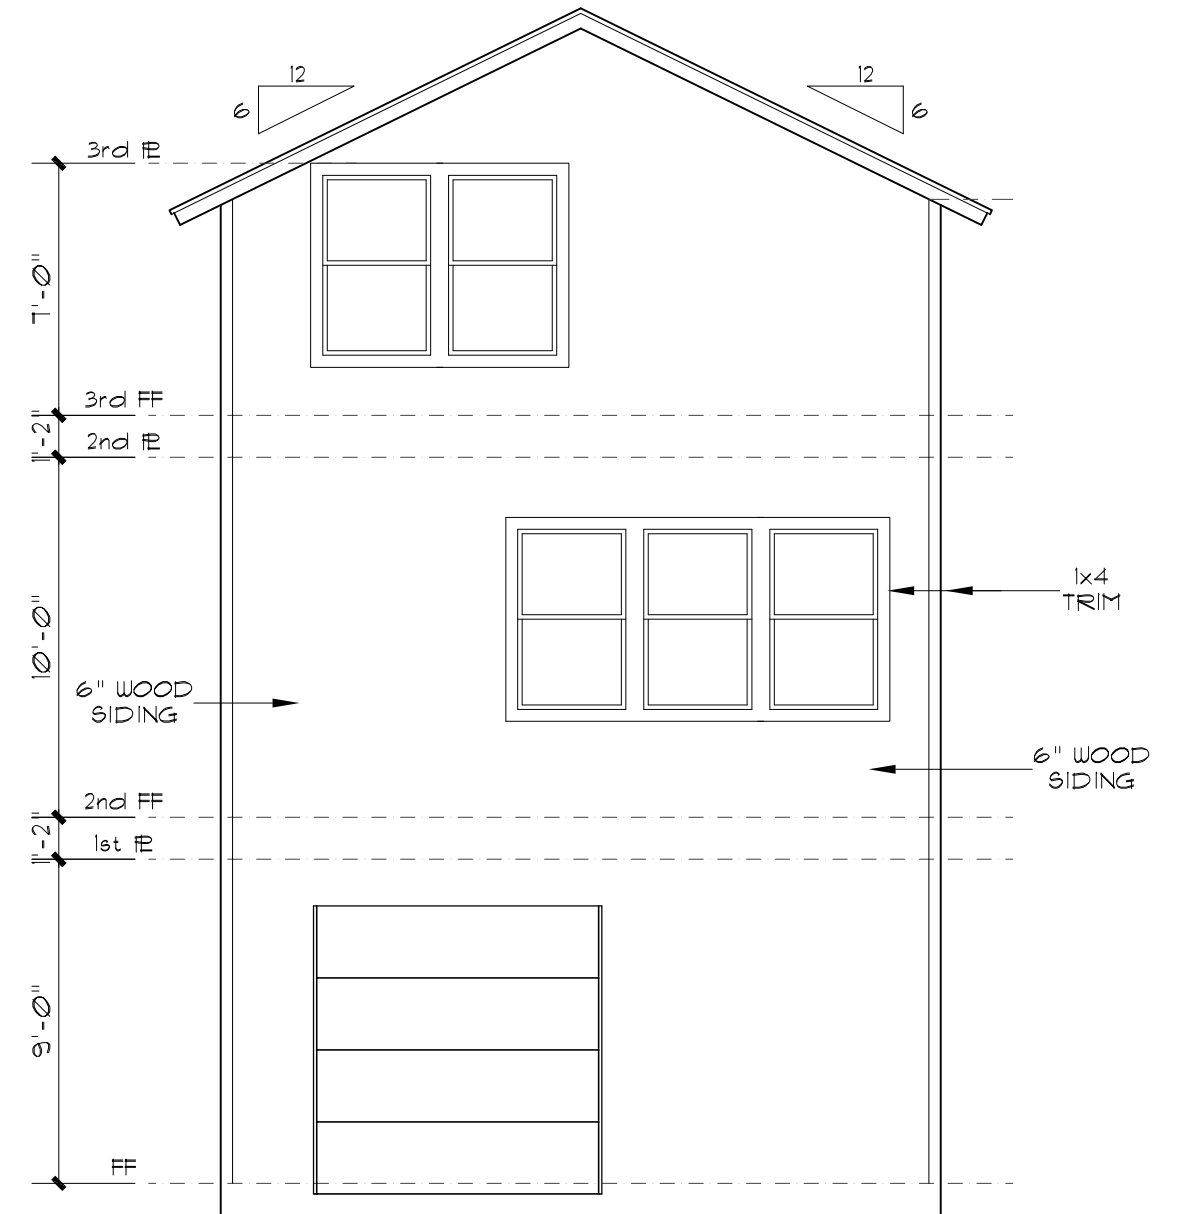 12
6
12
6
3rd PL
7'-0"
3rd FF
1'-2"
2nd PL
10'-0"
1x4
TRIM
6" WOOD
SIDING
6" WOOD
SIDING
2nd FF
1'-2"
1st PL
9'-0"
FF